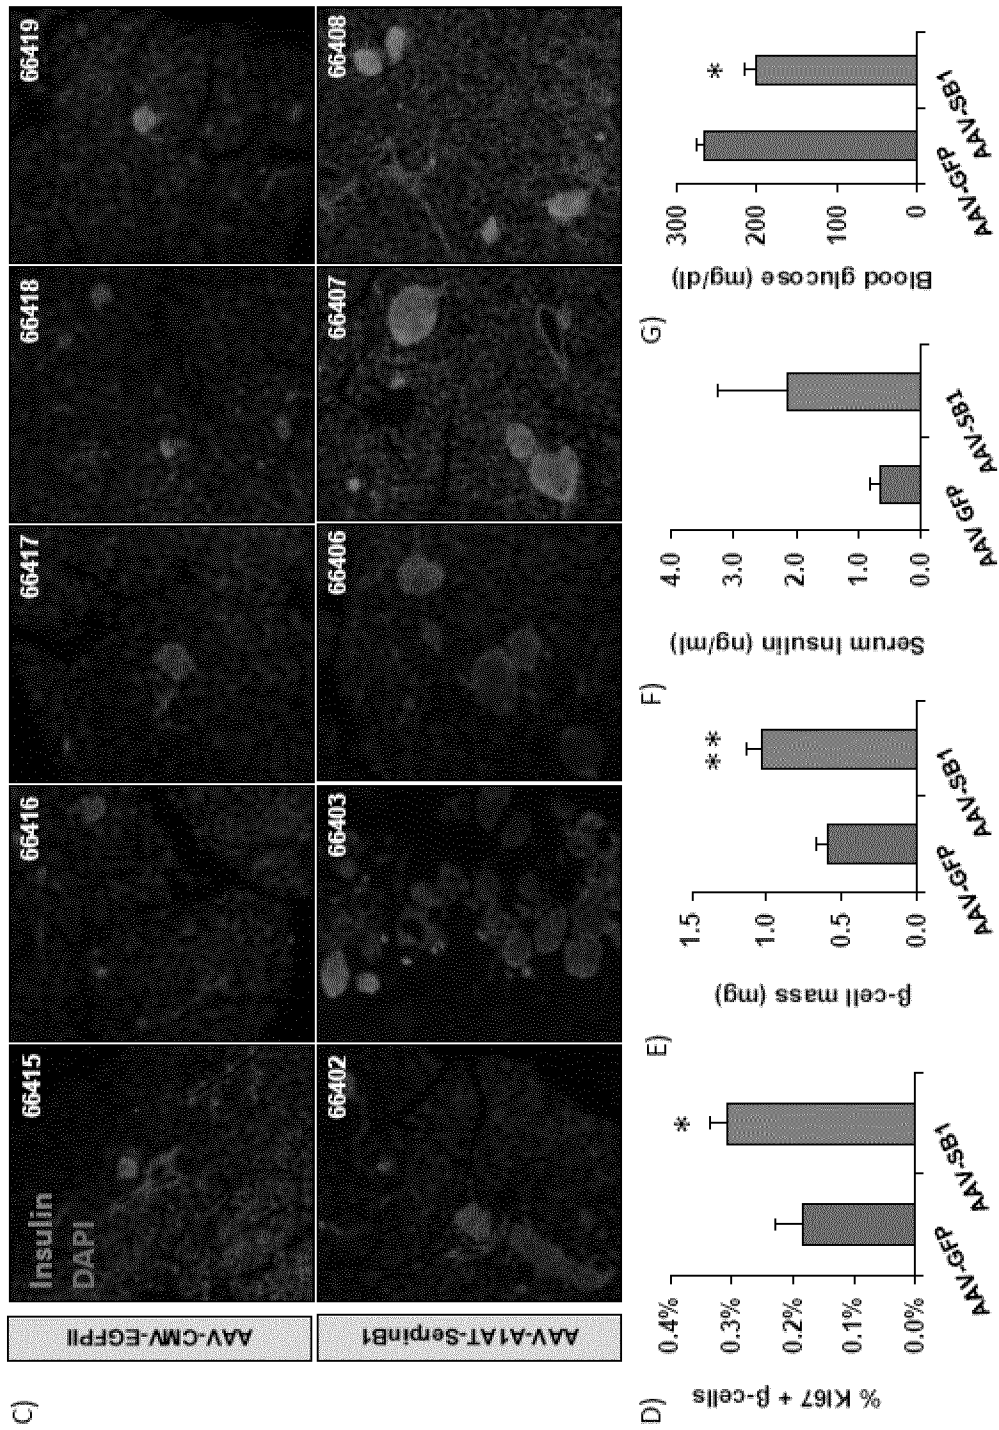 C)
AAV-CMV-EGFPII
Insulin
DAPI
66415
66416
66417
66418
66419
AAV-A1AT-SerpinB1
66402
66403
66406
66407
66408
D)
% KI67 + β-cells
0.4%
0.3%
0.2%
0.1%
0.0%
*
AAV-GFP
AAV-SB1
E)
β-cell mass (mg)
1.5
1.0
0.5
0.0
**
AAV-GFP
AAV-SB1
F)
Serum Insulin (ng/ml)
4.0
3.0
2.0
1.0
0.0
AAV GFP
AAV-SB1
G)
Blood glucose (mg/dl)
300
200
100
0
*
AAV-GFP
AAV-SB1